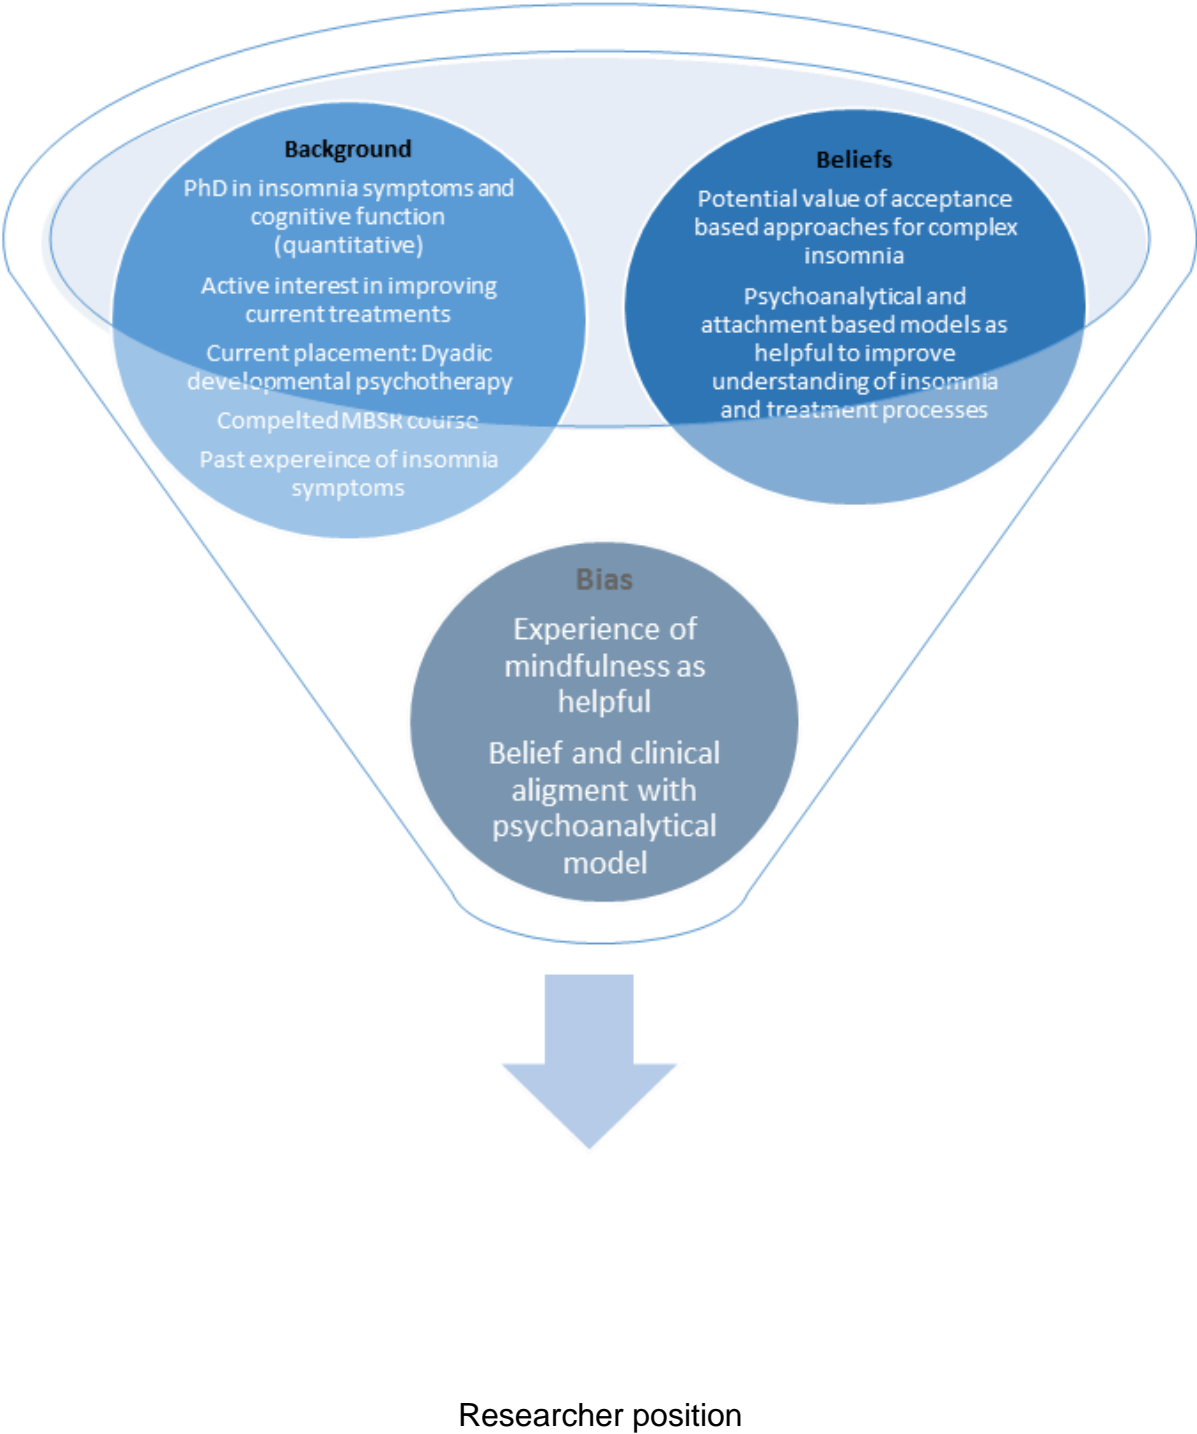 Background
PhD in insomnia symptoms and
cognitive function
(quantitative)
Active interest in improving
current treatments
Current placement: Dyadic
developmental psychotherapy
Compelted MBSR course
Past expereince of insomnia
symptoms
Beliefs
Potential value of acceptance
based approaches for complex
insomnia
Psychoanalytical and
attachment based models as
helpful to improve
understanding of insomnia
and treatment processes
Bias
Experience of
mindfulness as
helpful
Belief and clinical
aligment with
psychoanalytical
model
Researcher position